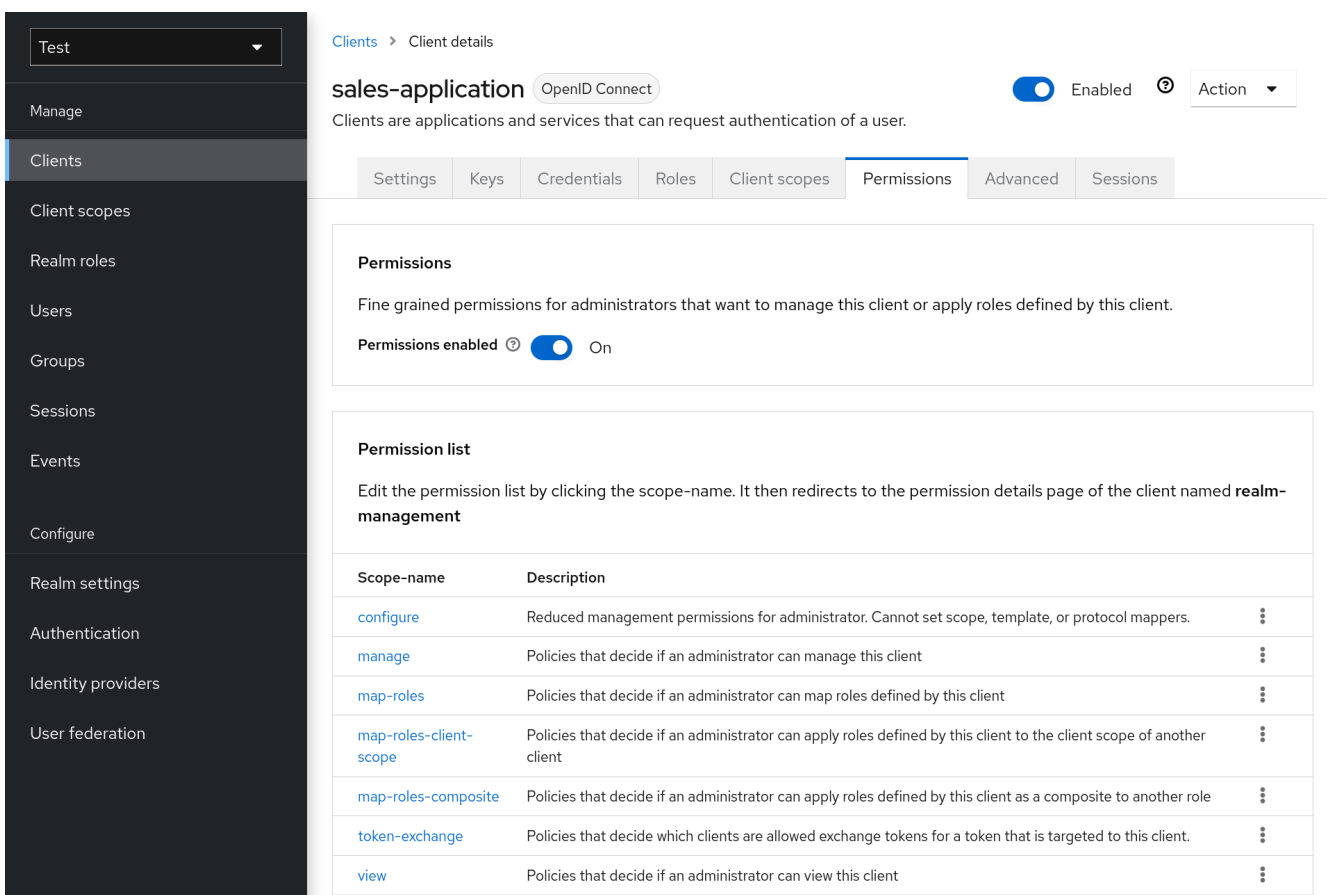 Test
Manage
Clients
Client scopes
Realm roles
Users
Groups
Sessions
Events
Configure
Realm settings
Authentication
Identity providers
User federation
Clients > Client details
sales-application OpenID Connect
Enabled Action
Clients are applications and services that can request authentication of a user.
Settings Keys Credentials Roles Client scopes Permissions Advanced Sessions
Permissions
Fine grained permissions for administrators that want to manage this client or apply roles defined by this client.
Permissions enabled On
Permission list
Edit the permission list by clicking the scope-name. It then redirects to the permission details page of the client named realm-
management
Scope-name Description
configure Reduced management permissions for administrator. Cannot set scope, template, or protocol mappers.
manage Policies that decide if an administrator can manage this client
map-roles Policies that decide if an administrator can map roles defined by this client
map-roles-client- Policies that decide if an administrator can apply roles defined by this client to the client scope of another
scope client
map-roles-composite Policies that decide if an administrator can apply roles defined by this client as a composite to another role
token-exchange Policies that decide which clients are allowed exchange tokens for a token that is targeted to this client.
view Policies that decide if an administrator can view this client